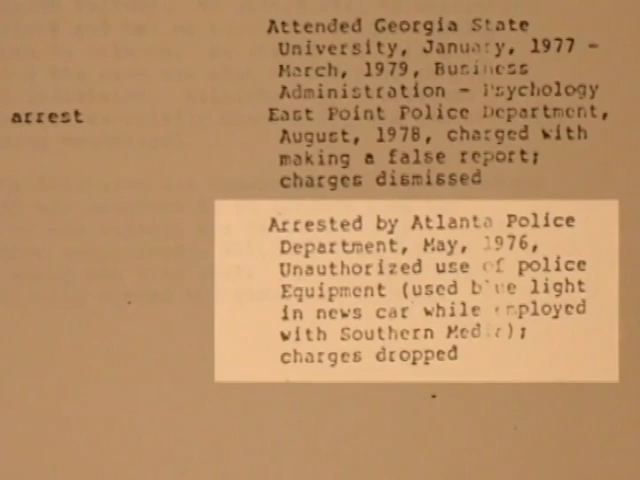 Attended Georgia State
University, January, 1977 -
March, 1979, Business
Administration - Psychology
arrest East Point Police Department,
August, 1978, charged with
making a false report;
charges dismissed
Arrested by Atlanta Police
Department, May, 1976,
Unauthorized use of police
Equipment (used blue light
in news car while employed
with Southern Media);
charges dropped